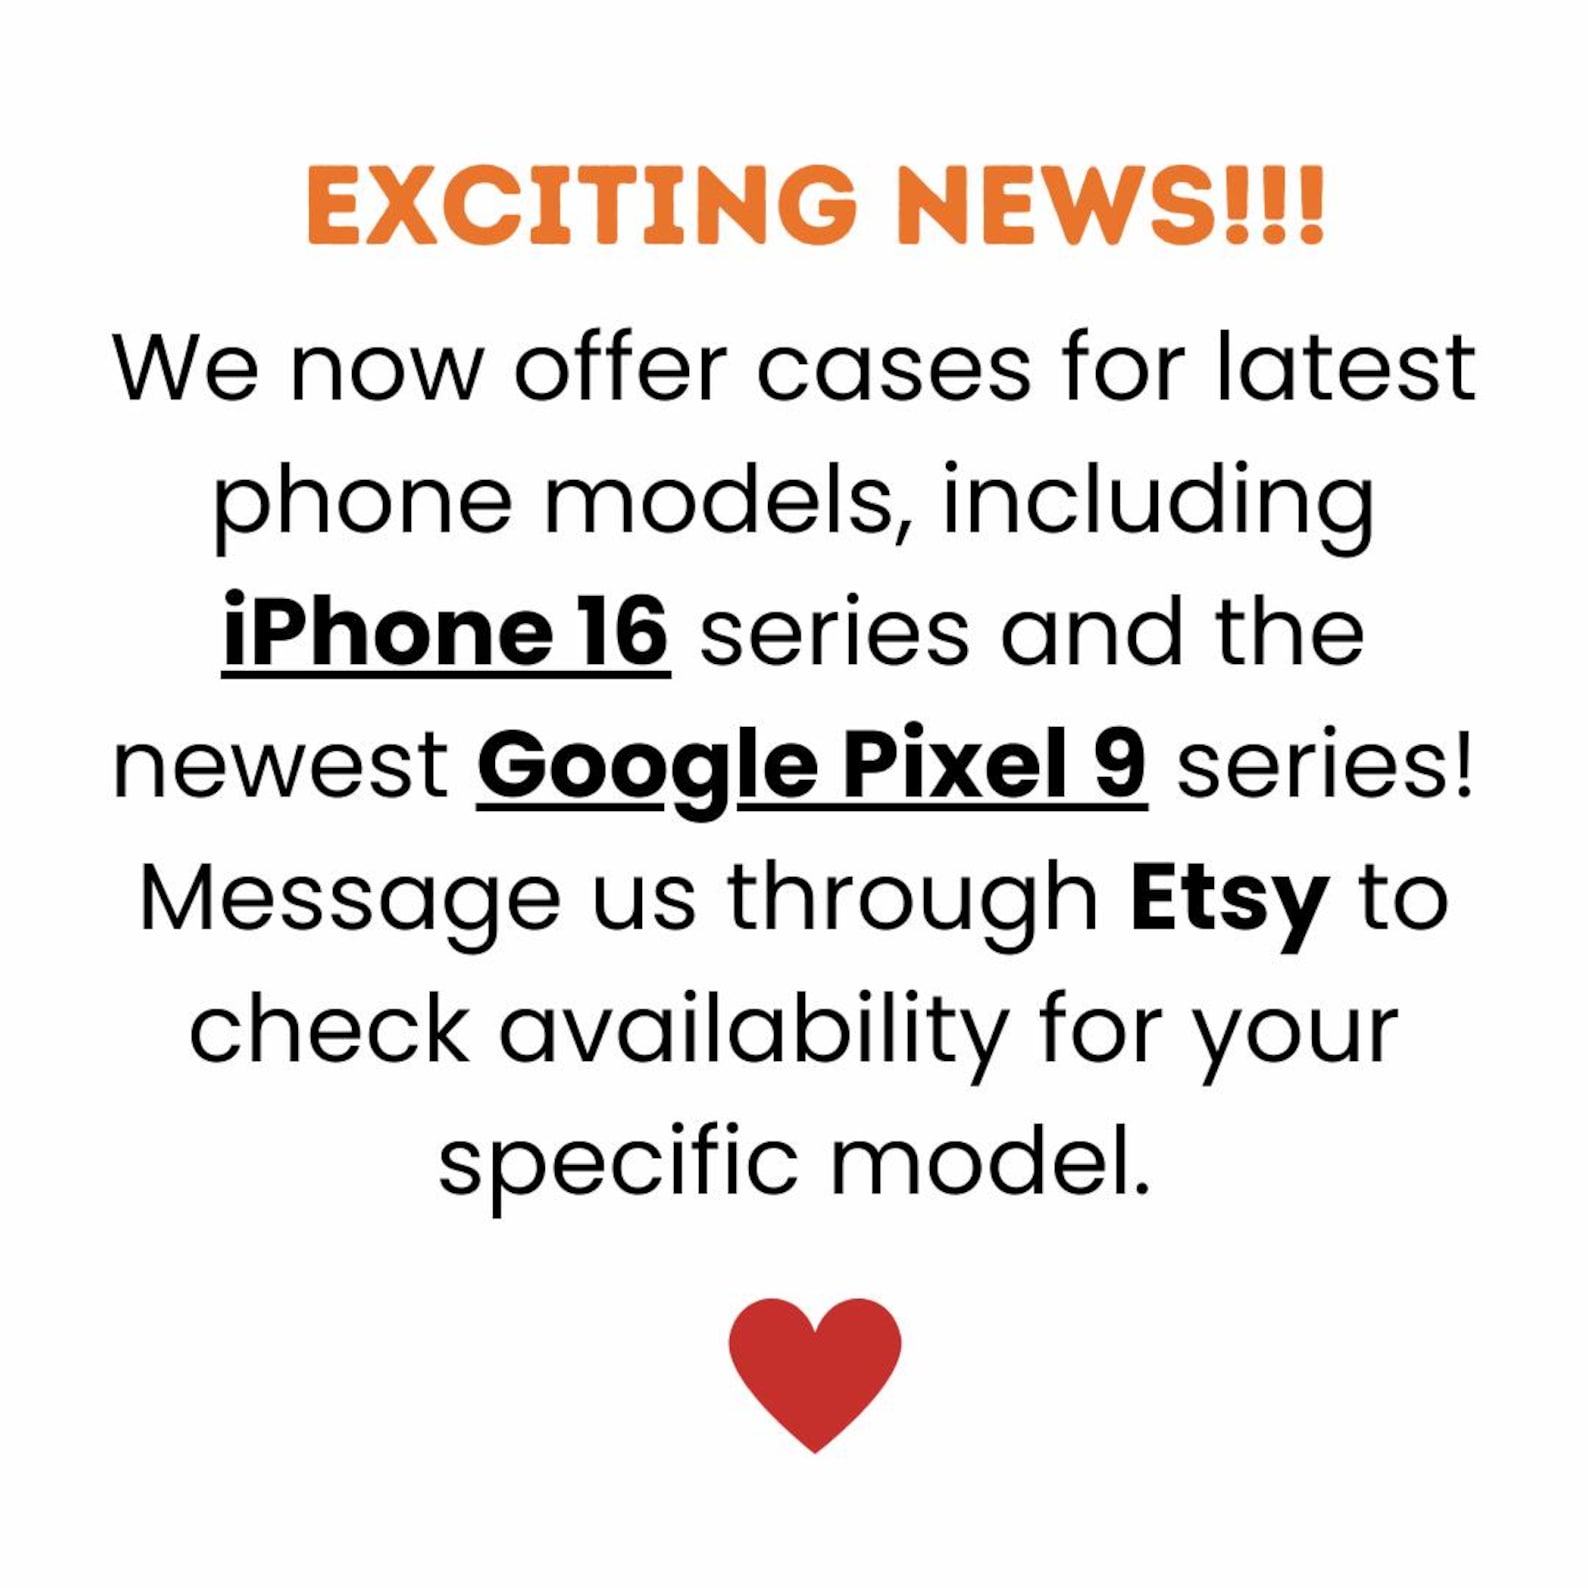 EXCITING NEWS!!!
We now offer cases for latest
phone models, including
iPhone 16 series and the
newest Google Pixel 9 series!
Message us through Etsy to
check availability for your
specific model.